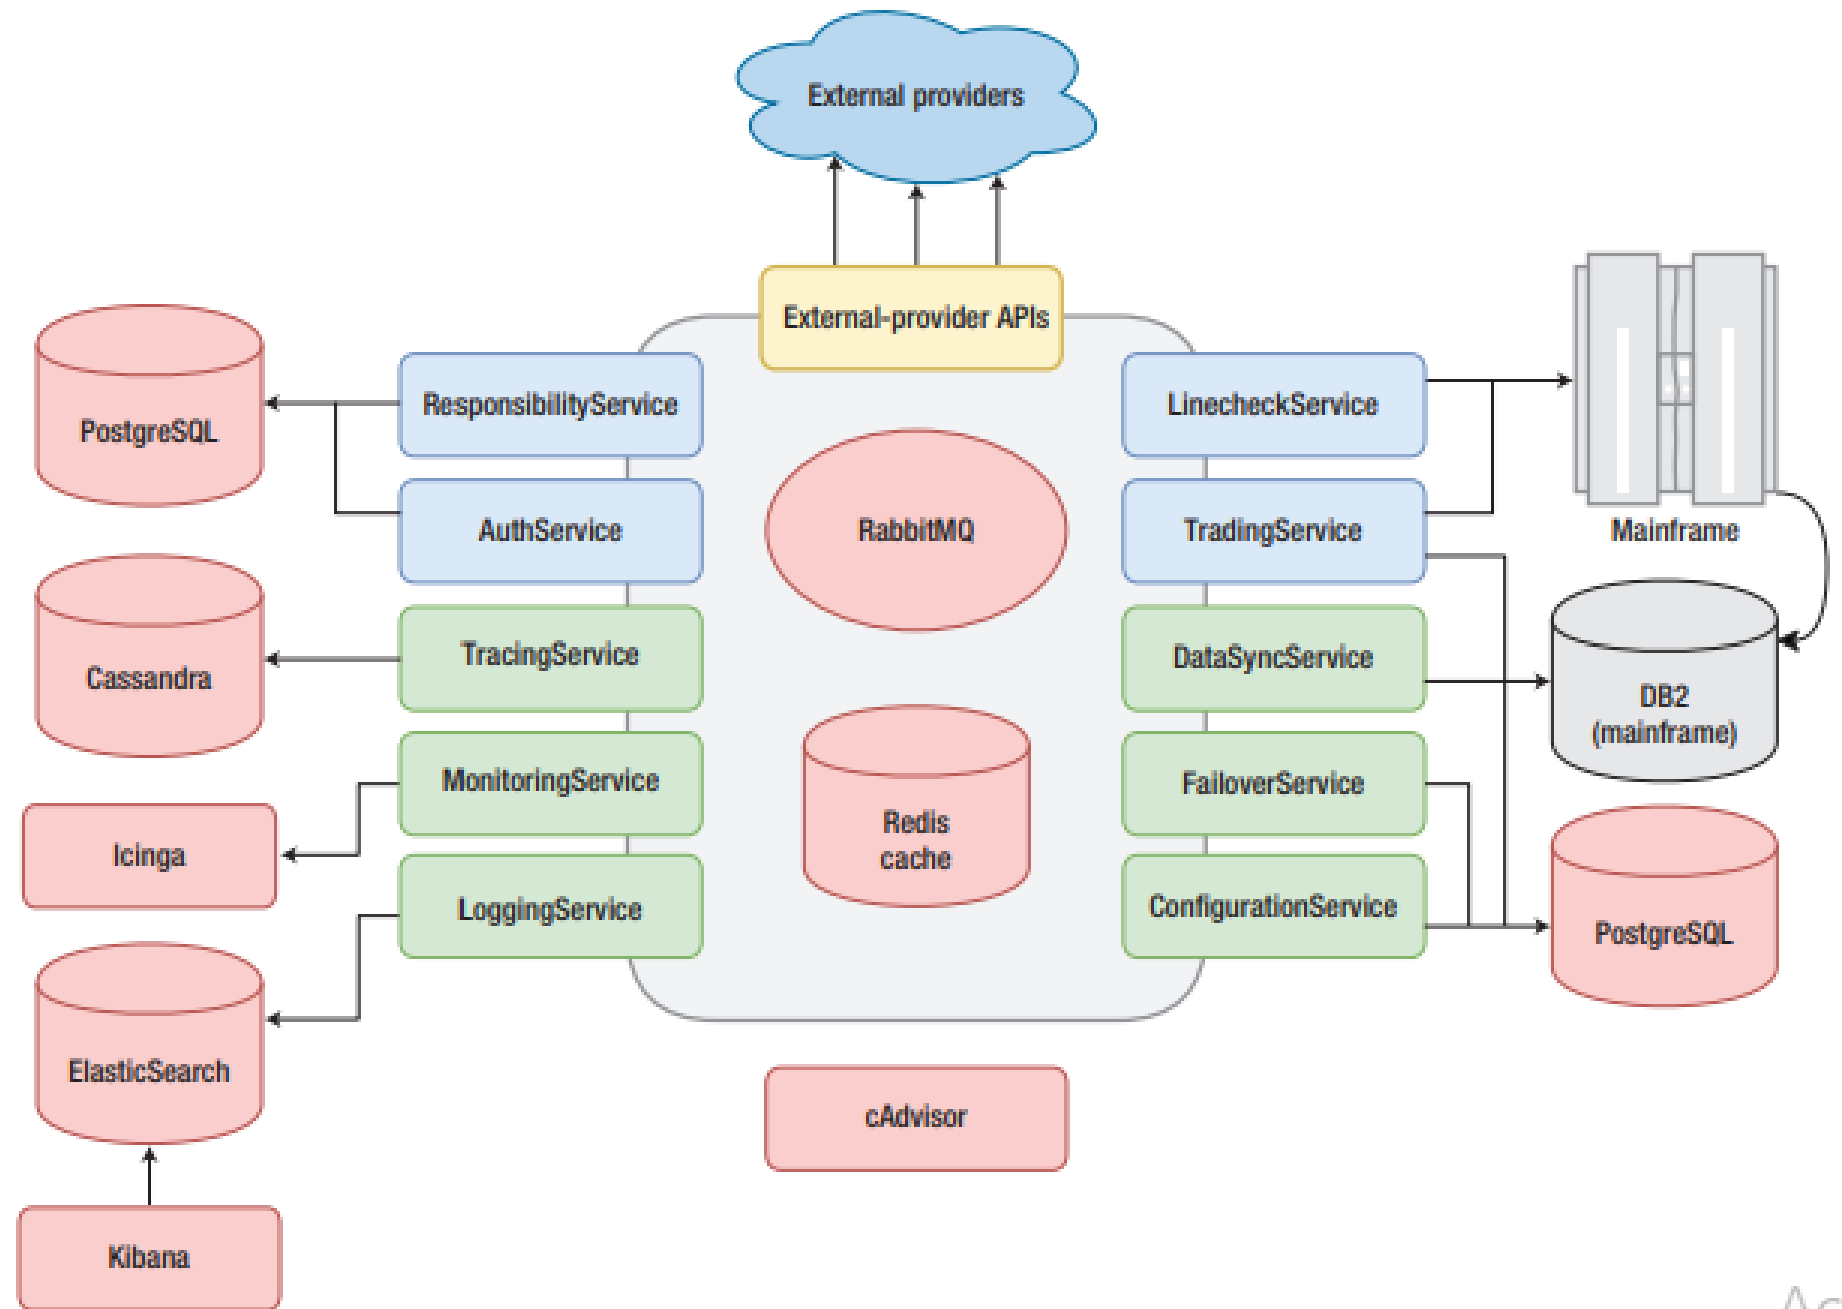 External providers
External-provider APIs
PostgreSQL
ResponsibilityService
LinecheckService
AuthService
RabbitMQ
TradingService
Mainframe
Cassandra
TracingService
DataSyncService
DB2
(mainframe)
MonitoringService
FailoverService
Icinga
Redis
cache
LoggingService
ConfigurationService
PostgreSQL
ElasticSearch
cAdvisor
Kibana